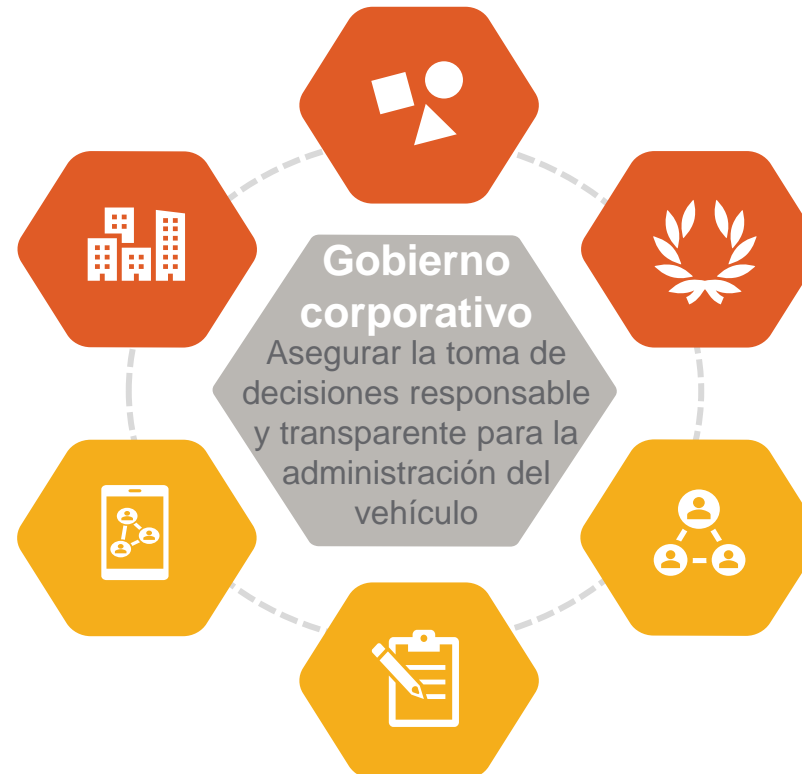 Gobierno
corporativo
Asegurar la toma de
decisiones responsable
y transparente para la
administración del
vehículo